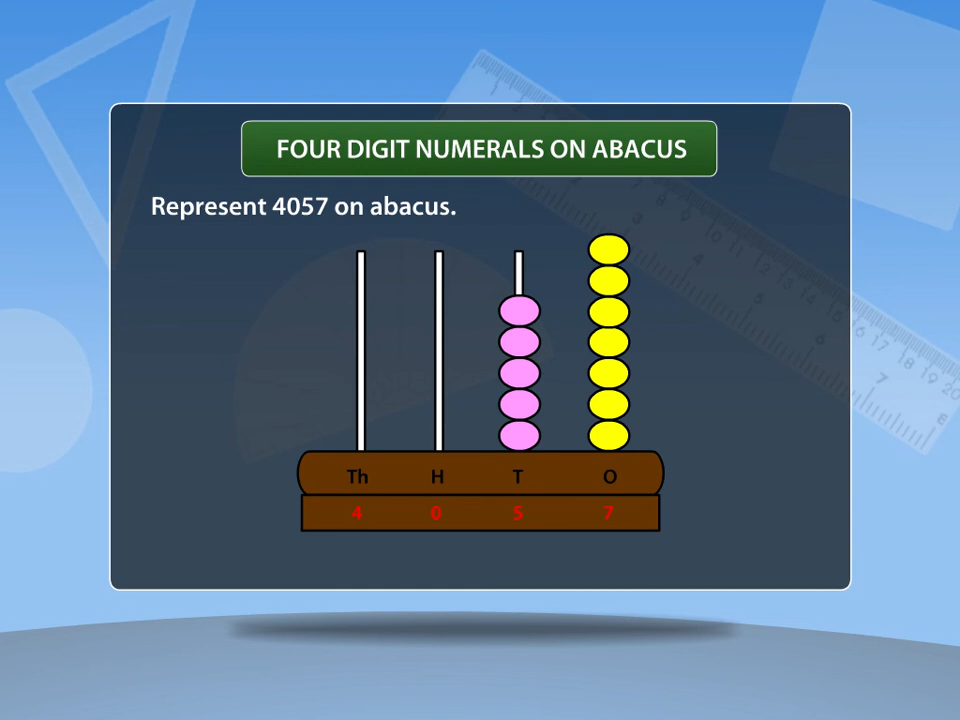 FOUR DIGIT NUMERALS ON ABACUS
Represent 4057 on abacus.
Th H T O
4 0 5 7